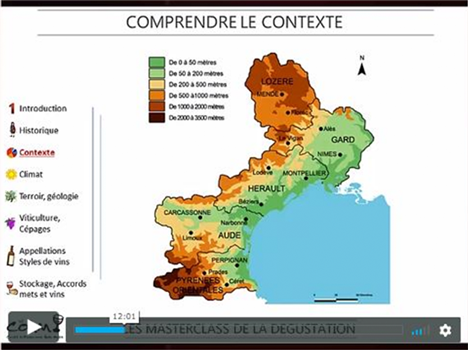 COMPRENDRE LE CONTEXTE
De 0 à 50 mètres
De 50 à 200 mètres
De 200 à 500 mètres
De 500 à1000 mètres
De 1000 à 2000 mètres
De 2000 à 3500 mètres
N
LOZERE
MENDE
Florac
Alès
Le Vigan
GARD
NIMES
Lodève
MONTPELLIER
HERAULT
Béziers
CARCASSONNE
Narbonne
Limoux
AUDE
PERPIGNAN
Prades
PYRENEES
ORIENTALES
Céret
Introduction
Historique
Contexte
Climat
Terroir, géologie
Viticulture,
Cépages
Appellations
Styles de vins
Stockage, Accords
mets et vins
12:01
LES MASTERCLASS DE LA DEGUSTATION